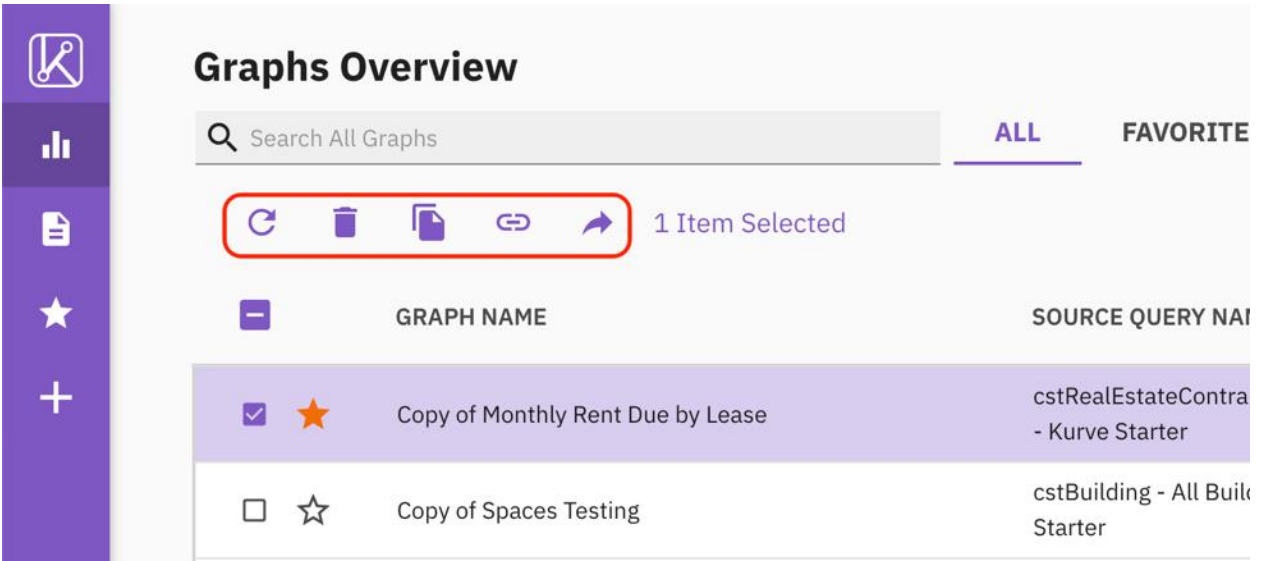 Graphs Overview
Search All Graphs
ALL
FAVORITE
1 Item Selected
GRAPH NAME
SOURCE QUERY NA
Copy of Monthly Rent Due by Lease
cstRealEstateContra
- Kurve Starter
Copy of Spaces Testing
cstBuilding - All Buil
Starter